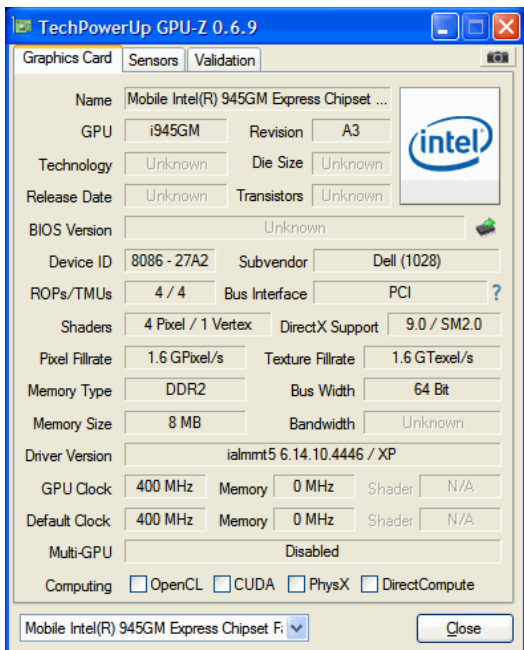 TechPowerUp GPU-Z 0.6.9
Graphics Card Sensors Validation
Name Mobile Intel(R) 945GM Express Chipset ...
intel
GPU i945GM Revision A3
Technology Unknown Die Size Unknown
Release Date Unknown Transistors Unknown
BIOS Version Unknown
Device ID 8086 - 27A2 Subvendor Dell (1028)
ROPs/TMUs 4 / 4 Bus Interface PCI ?
Shaders 4 Pixel / 1 Vertex DirectX Support 9.0 / SM2.0
Pixel Fillrate 1.6 GPixel/s Texture Fillrate 1.6 GTexel/s
Memory Type DDR2 Bus Width 64 Bit
Memory Size 8 MB Bandwidth Unknown
Driver Version ialmmt5 6.14.10.4446 / XP
GPU Clock 400 MHz Memory 0 MHz Shader N/A
Default Clock 400 MHz Memory 0 MHz Shader N/A
Multi-GPU Disabled
Computing OpenCL CUDA PhysX DirectCompute
Mobile Intel(R) 945GM Express Chipset Fa Close